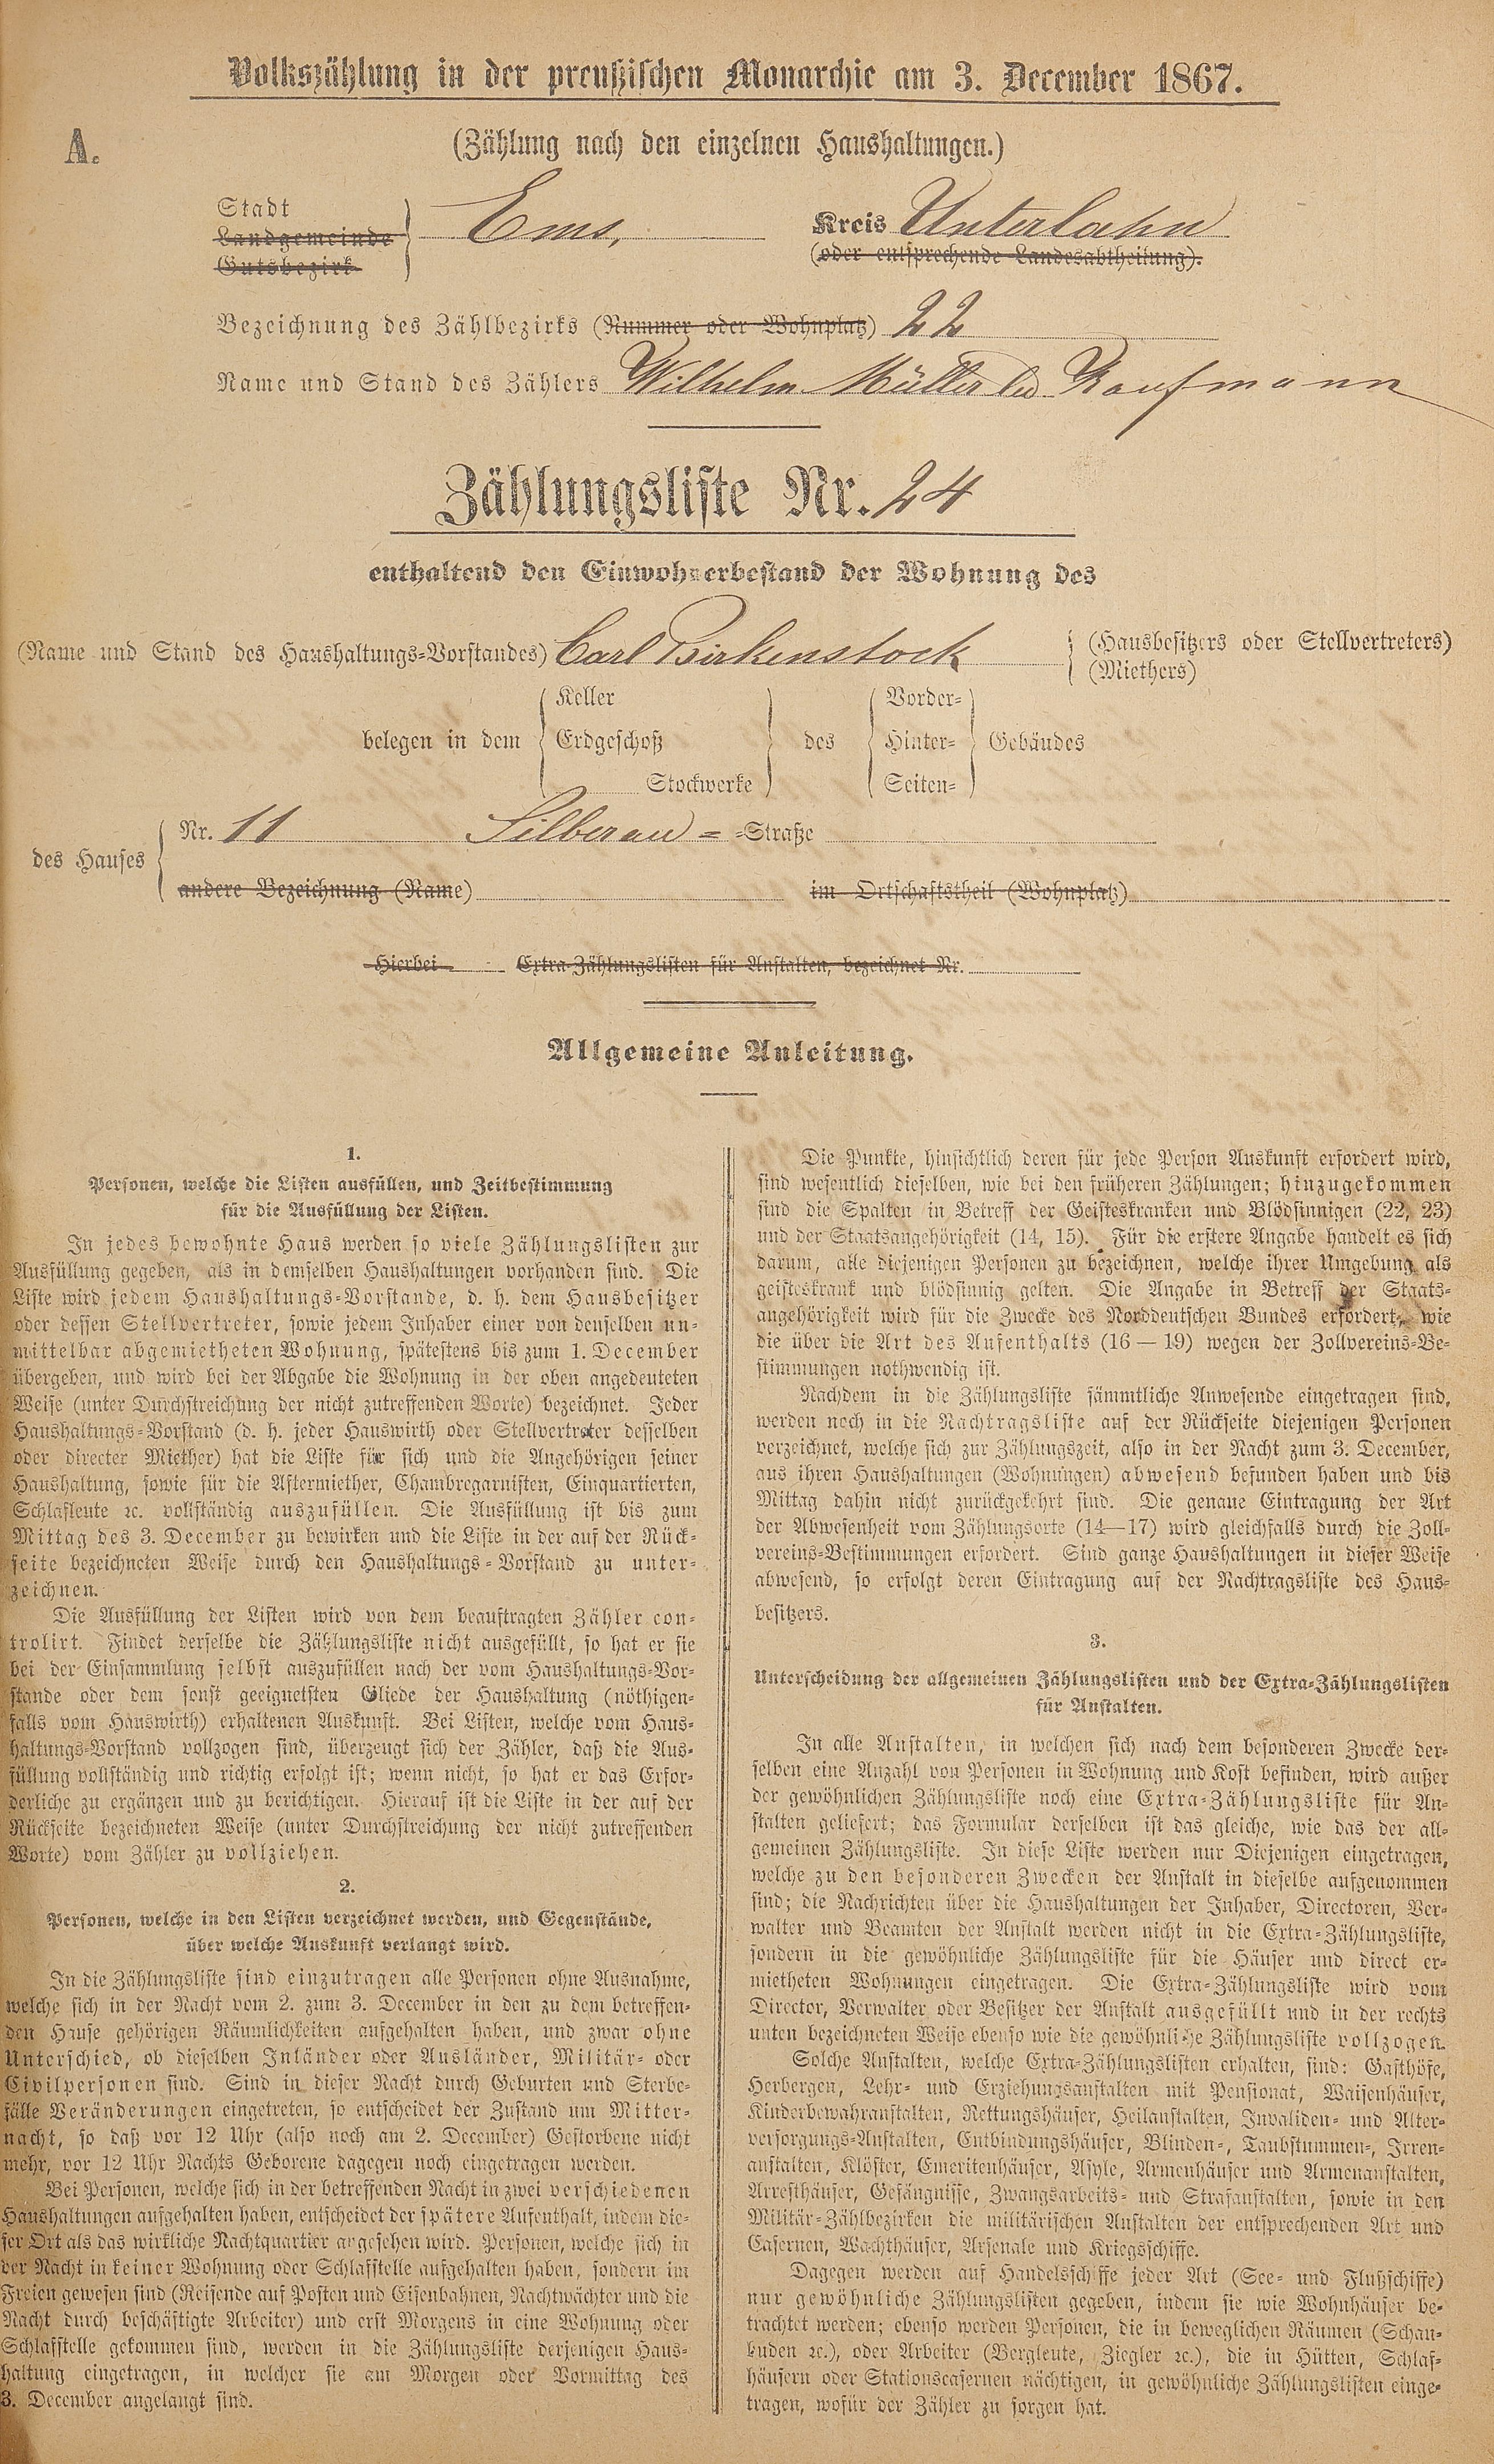 Volkszählung in der preußischen Monarchie am 3. December 1867.
A.
(Zählung nach den einzelnen Haushaltungen.)
Stadt
Landgemeinde
Gutsbezirk
Ems,
Kreis Unterlahn
(oder entsprechende Landesabtheilung).
Bezeichnung des Zählbezirks (Nummer oder Wohnplatz) 22
Name und Stand des Zählers Wilhelm Müller Kaufmann
Zählungsliste Nr. 24
enthaltend den Einwohnerbestand der Wohnung des
(Name und Stand des Haushaltungs-Vorstandes) Carl Birkenstock
(Hausbesitzers oder Stellvertreters)
(Miethers)
belegen in dem
Keller
Erdgeschoß
Stockwerke
des
Vorder-
Hinter-
Seiten-
Gebäudes
des Hauses
Nr. 11 Silberau- -Straße
andere Bezeichnung (Name) im Ortschaftstheil (Wohnplatz)
Hierbei Extra-Zählungslisten für Anstalten, bezeichnet Nr.
Allgemeine Anleitung.
1.
Personen, welche die Listen ausfüllen, und Zeitbestimmung
für die Ausfüllung der Listen.
In jedes bewohnte Haus werden so viele Zählungslisten zur
Ausfüllung gegeben, als in demselben Haushaltungen vorhanden sind. Die
Liste wird jedem Haushaltungs-Vorstande, d. h. dem Hausbesitzer
oder dessen Stellvertreter, sowie jedem Inhaber einer von denselben un-
mittelbar abgemietheten Wohnung, spätestens bis zum 1. December
übergeben, und wird bei der Abgabe die Wohnung in der oben angedeuteten
Weise (unter Durchstreichung der nicht zutreffenden Worte) bezeichnet. Jeder
Haushaltungs-Vorstand (d. h. jeder Hauswirth oder Stellvertreter desselben
oder directer Miether) hat die Liste für sich und die Angehörigen seiner
Haushaltung, sowie für die Aftermiether, Chambregarnisten, Einquartierten,
Schlafleute ꝛc. vollständig auszufüllen. Die Ausfüllung ist bis zum
Mittag des 3. December zu bewirken und die Liste in der auf der Rück-
seite bezeichneten Weise durch den Haushaltungs-Vorstand zu unter-
zeichnen.
Die Ausfüllung der Listen wird von dem beauftragten Zähler con-
trolirt. Findet derselbe die Zählungsliste nicht ausgefüllt, so hat er sie
bei der Einsammlung selbst auszufüllen nach der vom Haushaltungs-Vor-
stande oder dem sonst geeignetsten Gliede der Haushaltung (nöthigen-
falls vom Hauswirth) erhaltenen Auskunft. Bei Listen, welche vom Haus-
haltungs-Vorstand vollzogen sind, überzeugt sich der Zähler, daß die Aus-
füllung vollständig und richtig erfolgt ist; wenn nicht, so hat er das Erfor-
derliche zu ergänzen und zu berichtigen. Hierauf ist die Liste in der auf der
Rückseite bezeichneten Weise (unter Durchstreichung der nicht zutreffenden
Worte) vom Zähler zu vollziehen.
2.
Personen, welche in den Listen verzeichnet werden, und Gegenstände,
über welche Auskunft verlangt wird.
In die Zählungsliste sind einzutragen alle Personen ohne Ausnahme,
welche sich in der Nacht vom 2. zum 3. December in den zu dem betreffen-
den Hause gehörigen Räumlichkeiten aufgehalten haben, und zwar ohne
Unterschied, ob dieselben Inländer oder Ausländer, Militär- oder
Civilpersonen sind. Sind in dieser Nacht durch Geburten und Sterbe-
fälle Veränderungen eingetreten, so entscheidet der Zustand um Mitter-
nacht, so daß vor 12 Uhr (also noch am 2. December) Gestorbene nicht
mehr, vor 12 Uhr Nachts Geborene dagegen noch eingetragen werden.
Bei Personen, welche sich in der betreffenden Nacht in zwei verschiedenen
Haushaltungen aufgehalten haben, entscheidet der spätere Aufenthalt, indem die-
ser Ort als das wirkliche Nachtquartier angesehen wird. Personen, welche sich in
der Nacht in keiner Wohnung oder Schlafstelle aufgehalten haben, sondern im
Freien gewesen sind (Reisende auf Posten und Eisenbahnen, Nachtwächter und die
Nacht durch beschäftigte Arbeiter) und erst Morgens in eine Wohnung oder
Schlafstelle gekommen sind, werden in die Zählungsliste derjenigen Haus-
haltung eingetragen, in welcher sie am Morgen oder Vormittag des
3. December angelangt sind.
Die Punkte, hinsichtlich deren für jede Person Auskunft erfordert wird,
sind wesentlich dieselben, wie bei den früheren Zählungen; hinzugekommen
sind die Spalten in Betreff der Geisteskranken und Blödsinnigen (22, 23)
und der Staatsangehörigkeit (14, 15). Für die erstere Angabe handelt es sich
darum, alle diejenigen Personen zu bezeichnen, welche ihrer Umgebung als
geisteskrank und blödsinnig gelten. Die Angabe in Betreff der Staats-
angehörigkeit wird für die Zwecke des Norddeutschen Bundes erfordert, wie
die über die Art des Aufenthalts (16—19) wegen der Zollvereins-Be-
stimmungen nothwendig ist.
Nachdem in die Zählungsliste sämmtliche Anwesende eingetragen sind,
werden noch in die Nachtragsliste auf der Rückseite diejenigen Personen
verzeichnet, welche sich zur Zählungszeit, also in der Nacht zum 3. December,
aus ihren Haushaltungen (Wohnungen) abwesend befunden haben und bis
Mittag dahin nicht zurückgekehrt sind. Die genaue Eintragung der Art
der Abwesenheit vom Zählungsorte (14—17) wird gleichfalls durch die Zoll-
vereins-Bestimmungen erfordert. Sind ganze Haushaltungen in dieser Weise
abwesend, so erfolgt deren Eintragung auf der Nachtragsliste des Haus-
besitzers.
3.
Unterscheidung der allgemeinen Zählungslisten und der Extra-Zählungslisten
für Anstalten.
In alle Anstalten, in welchen sich nach dem besonderen Zwecke der-
selben eine Anzahl von Personen in Wohnung und Kost befinden, wird außer
der gewöhnlichen Zählungsliste noch eine Extra-Zählungsliste für An-
stalten geliefert; das Formular derselben ist das gleiche, wie das der all-
gemeinen Zählungsliste. In diese Liste werden nur Diejenigen eingetragen,
welche zu den besonderen Zwecken der Anstalt in dieselbe aufgenommen
sind; die Nachrichten über die Haushaltungen der Inhaber, Directoren, Ver-
walter und Beamten der Anstalt werden nicht in die Extra-Zählungsliste,
sondern in die gewöhnliche Zählungsliste für die Häuser und direct er-
mietheten Wohnungen eingetragen. Die Extra-Zählungsliste wird vom
Director, Verwalter oder Besitzer der Anstalt ausgefüllt und in der rechts
unten bezeichneten Weise ebenso wie die gewöhnliche Zählungsliste vollzogen.
Solche Anstalten, welche Extra-Zählungslisten erhalten, sind: Gasthöfe,
Herbergen, Lehr- und Erziehungsanstalten mit Pensionat, Waisenhäuser,
Kinderbewahranstalten, Rettungshäuser, Heilanstalten, Invaliden- und Alter-
versorgungs-Anstalten, Entbindungshäuser, Blinden-, Taubstummen-, Irren-
anstalten, Klöster, Emeritenhäuser, Asyle, Armenhäuser und Armenanstalten,
Arresthäuser, Gefängnisse, Zwangsarbeits- und Strafanstalten, sowie in den
Militär-Zählbezirken die militärischen Anstalten der entsprechenden Art und
Casernen, Wachthäuser, Arsenale und Kriegsschiffe.
Dagegen werden auf Handelsschiffe jeder Art (See- und Flußschiffe)
nur gewöhnliche Zählungslisten gegeben, indem sie wie Wohnhäuser be-
trachtet werden; ebenso werden Personen, die in beweglichen Räumen (Schau-
buden ꝛc.), oder Arbeiter (Bergleute, Ziegler ꝛc.), die in Hütten, Schlaf-
häusern oder Stationscasernen nächtigen, in gewöhnliche Zählungslisten einge-
tragen, wofür der Zähler zu sorgen hat.